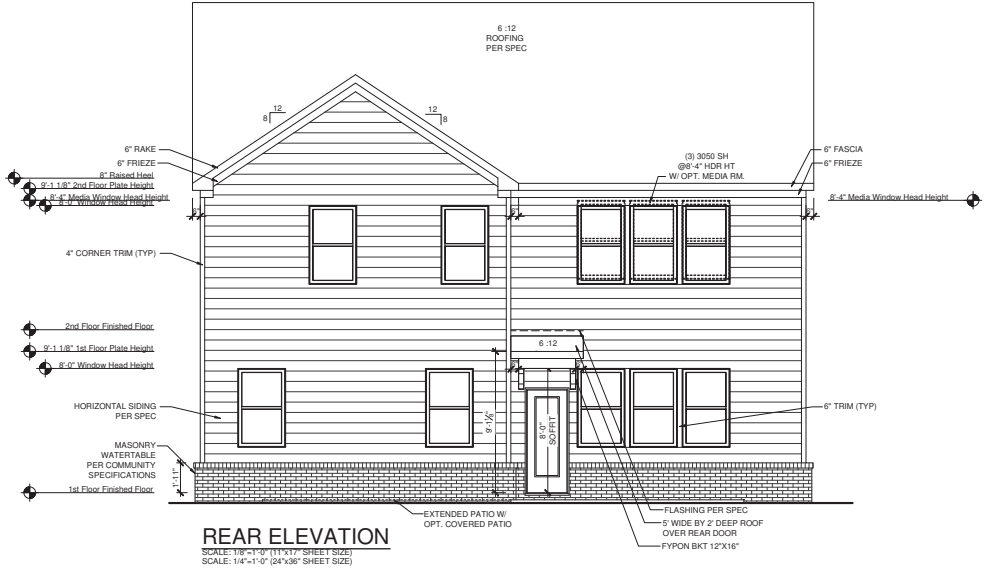 6 :12
ROOFING
PER SPEC
12
8
12
8
6" RAKE
6" FRIEZE
8" Raised Heel
9'-1 1/8" 2nd Floor Plate Height
8'-4" Media Window Head Height
8'-0" Window Head Height
(3) 3050 SH
@8'-4" HDR HT
W/ OPT. MEDIA RM.
6" FASCIA
6" FRIEZE
8'-4" Media Window Head Height
4" CORNER TRIM (TYP)
2nd Floor Finished Floor
9'-1 1/8" 1st Floor Plate Height
8'-0" Window Head Height
6 :12
HORIZONTAL SIDING
PER SPEC
9'-1⅛"
8'-0"
SOFFIT
6" TRIM (TYP)
MASONRY
WATERTABLE
PER COMMUNITY
SPECIFICATIONS
1'-11"
1st Floor Finished Floor
EXTENDED PATIO W/
OPT. COVERED PATIO
FLASHING PER SPEC
5' WIDE BY 2' DEEP ROOF
OVER REAR DOOR
FYPON BKT 12"X16"
REAR ELEVATION
SCALE: 1/8"=1'-0" (11"x17" SHEET SIZE)
SCALE: 1/4"=1'-0" (24"x36" SHEET SIZE)